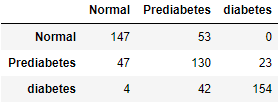 Normal Prediabetes diabetes
Normal 147 53 0
Prediabetes 47 130 23
diabetes 4 42 154